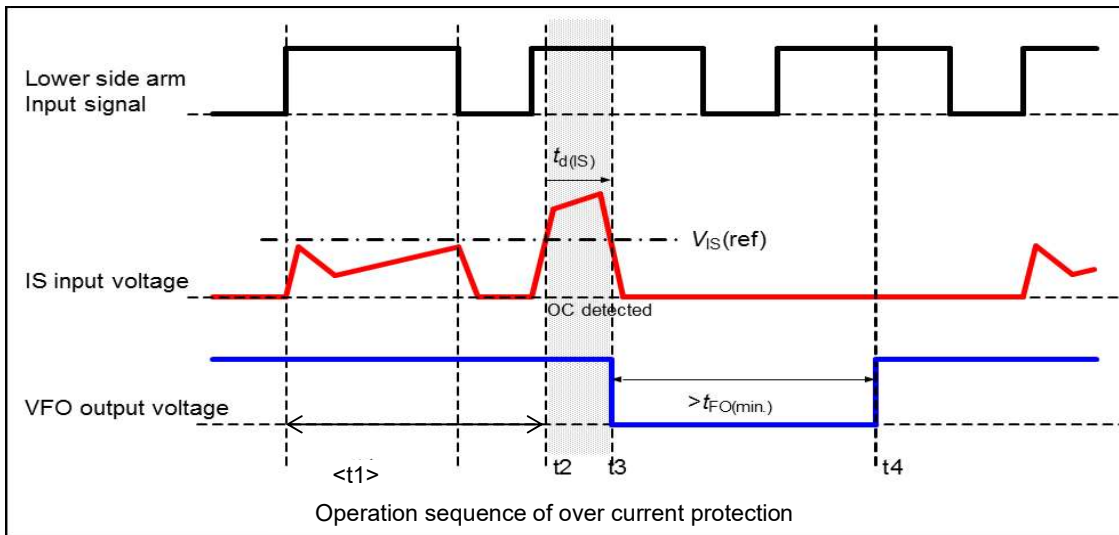 Lower side arm
Input signal
td(IS)
VIS(ref)
IS input voltage
OC detected
VFO output voltage
>tFO(min.)
<t1>
t2
t3
t4
Operation sequence of over current protection